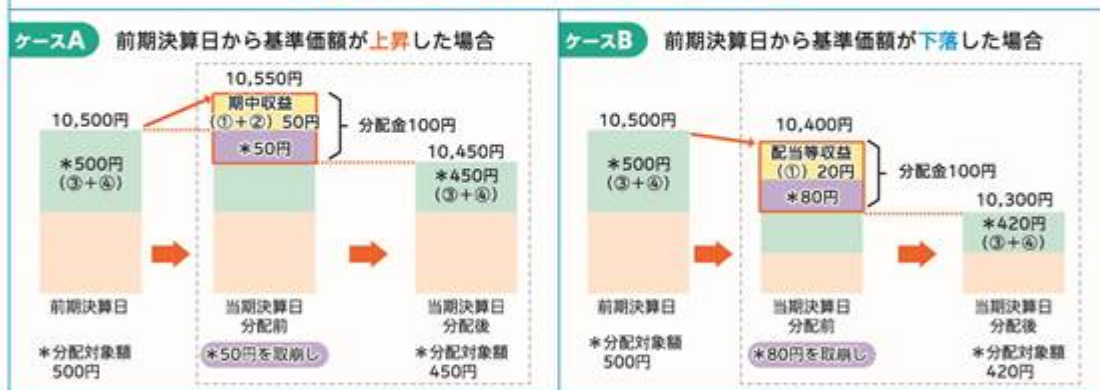 ケースA 前期決算日から基準価額が上昇した場合
10,550円
10,500円
期中収益
(①+②) 50円
分配金100円
*50円
*500円
(③+④)
10,450円
*450円
(③+④)
前期決算日
当期決算日
分配前
当期決算日
分配後
*分配対象額
500円
*50円を取崩し
*分配対象額
450円
ケースB 前期決算日から基準価額が下落した場合
10,500円
10,400円
*500円
(③+④)
配当等収益
(①) 20円
分配金100円
*80円
10,300円
*420円
(③+④)
前期決算日
当期決算日
分配前
当期決算日
分配後
*分配対象額
500円
*80円を取崩し
*分配対象額
420円